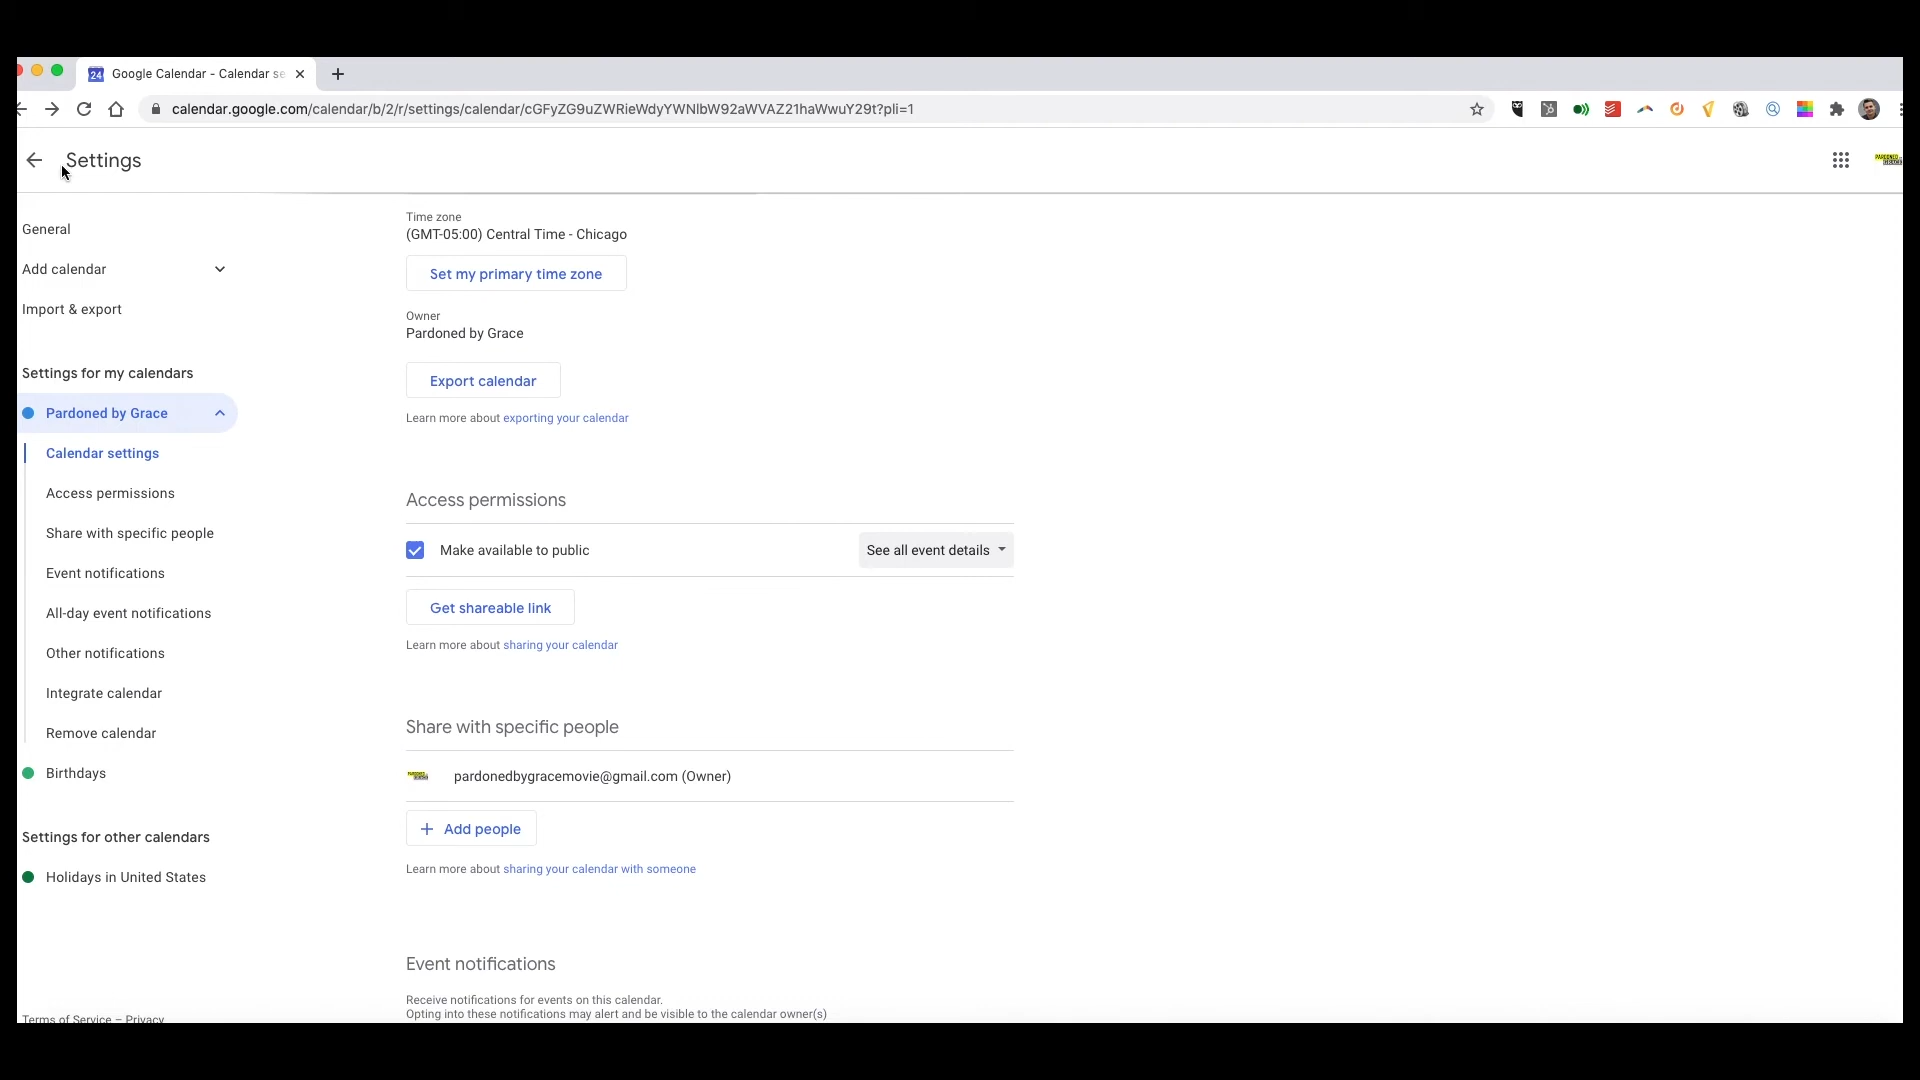 24
Google Calendar - Calendar se
calendar.google.com/calendar/b/2/r/settings/calendar/cGFyZG9uZWRieWdyYWNlbW92aWVAZ21haWwuY29t?pli=1
Settings
PARDONED
General
Add calendar
Import & export
Settings for my calendars
Pardoned by Grace
Calendar settings
Access permissions
Share with specific people
Event notifications
All-day event notifications
Other notifications
Integrate calendar
Remove calendar
Birthdays
Settings for other calendars
Holidays in United States
Terms of Service – Privacy
Time zone
(GMT-05:00) Central Time - Chicago
Set my primary time zone
Owner
Pardoned by Grace
Export calendar
Learn more about exporting your calendar
Access permissions
Make available to public
See all event details
Get shareable link
Learn more about sharing your calendar
Share with specific people
pardonedbygracemovie@gmail.com (Owner)
Add people
Learn more about sharing your calendar with someone
Event notifications
Receive notifications for events on this calendar.
Opting into these notifications may alert and be visible to the calendar owner(s)